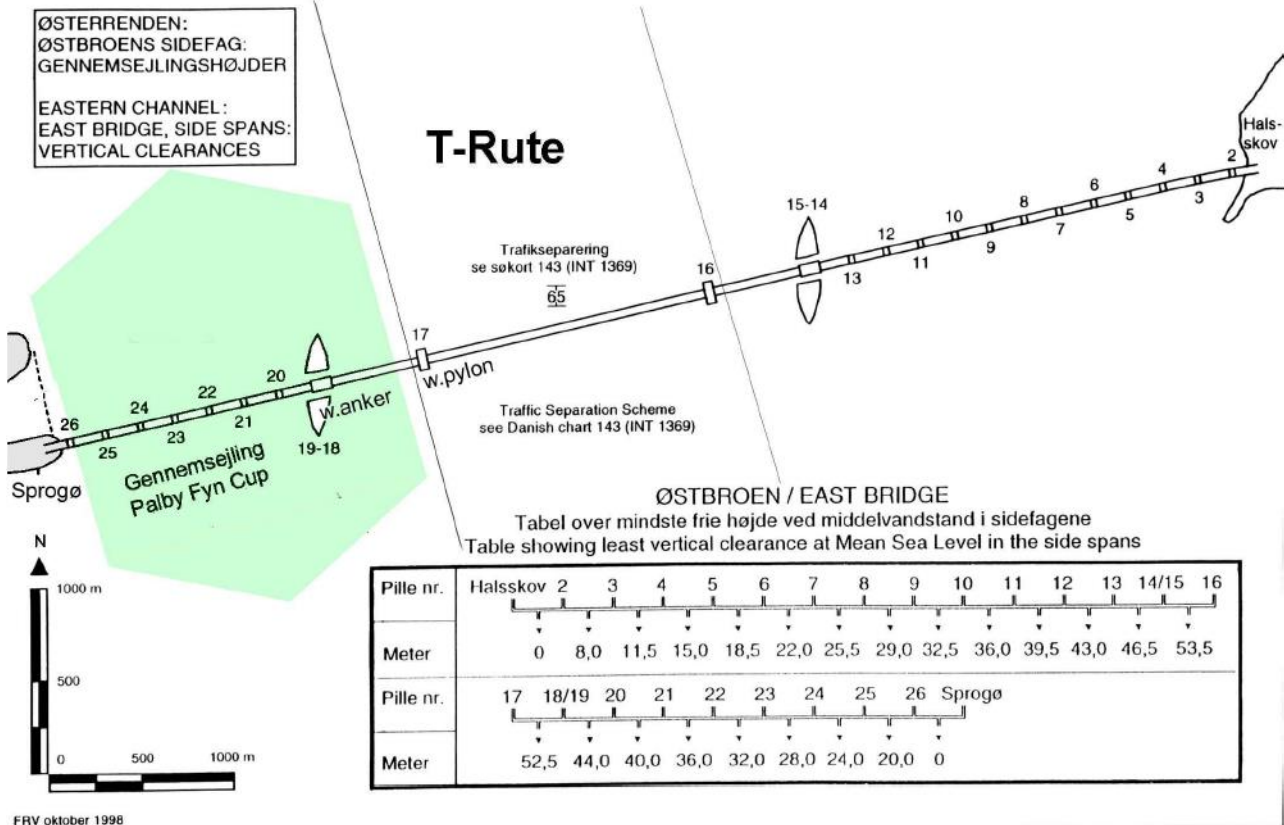 ØSTERRENDEN:
ØSTBROENS SIDEFAG:
GENNEMSEJLINGSHØJDER
EASTERN CHANNEL:
EAST BRIDGE, SIDE SPANS:
VERTICAL CLEARANCES
T-Rute
Hals-
skov
2
4
3
6
5
8
7
10
9
12
11
13
15-14
Trafikseparering
se søkort 143 (INT 1369)
65
16
17
w.pylon
w.anker
20
22
21
24
23
26
25
19-18
Gennemsejling
Palby Fyn Cup
Sprogø
Traffic Separation Scheme
see Danish chart 143 (INT 1369)
N
1000 m
500
0 500 1000 m
ØSTBROEN / EAST BRIDGE
Tabel over mindste frie højde ved middelvandstand i sidefagene
Table showing least vertical clearance at Mean Sea Level in the side spans
Pille nr. Halsskov 2 3 4 5 6 7 8 9 10 11 12 13 14/15 16
Meter 0 8,0 11,5 15,0 18,5 22,0 25,5 29,0 32,5 36,0 39,5 43,0 46,5 53,5
Pille nr. 17 18/19 20 21 22 23 24 25 26 Sprogø
Meter 52,5 44,0 40,0 36,0 32,0 28,0 24,0 20,0 0
FRV oktober 1998